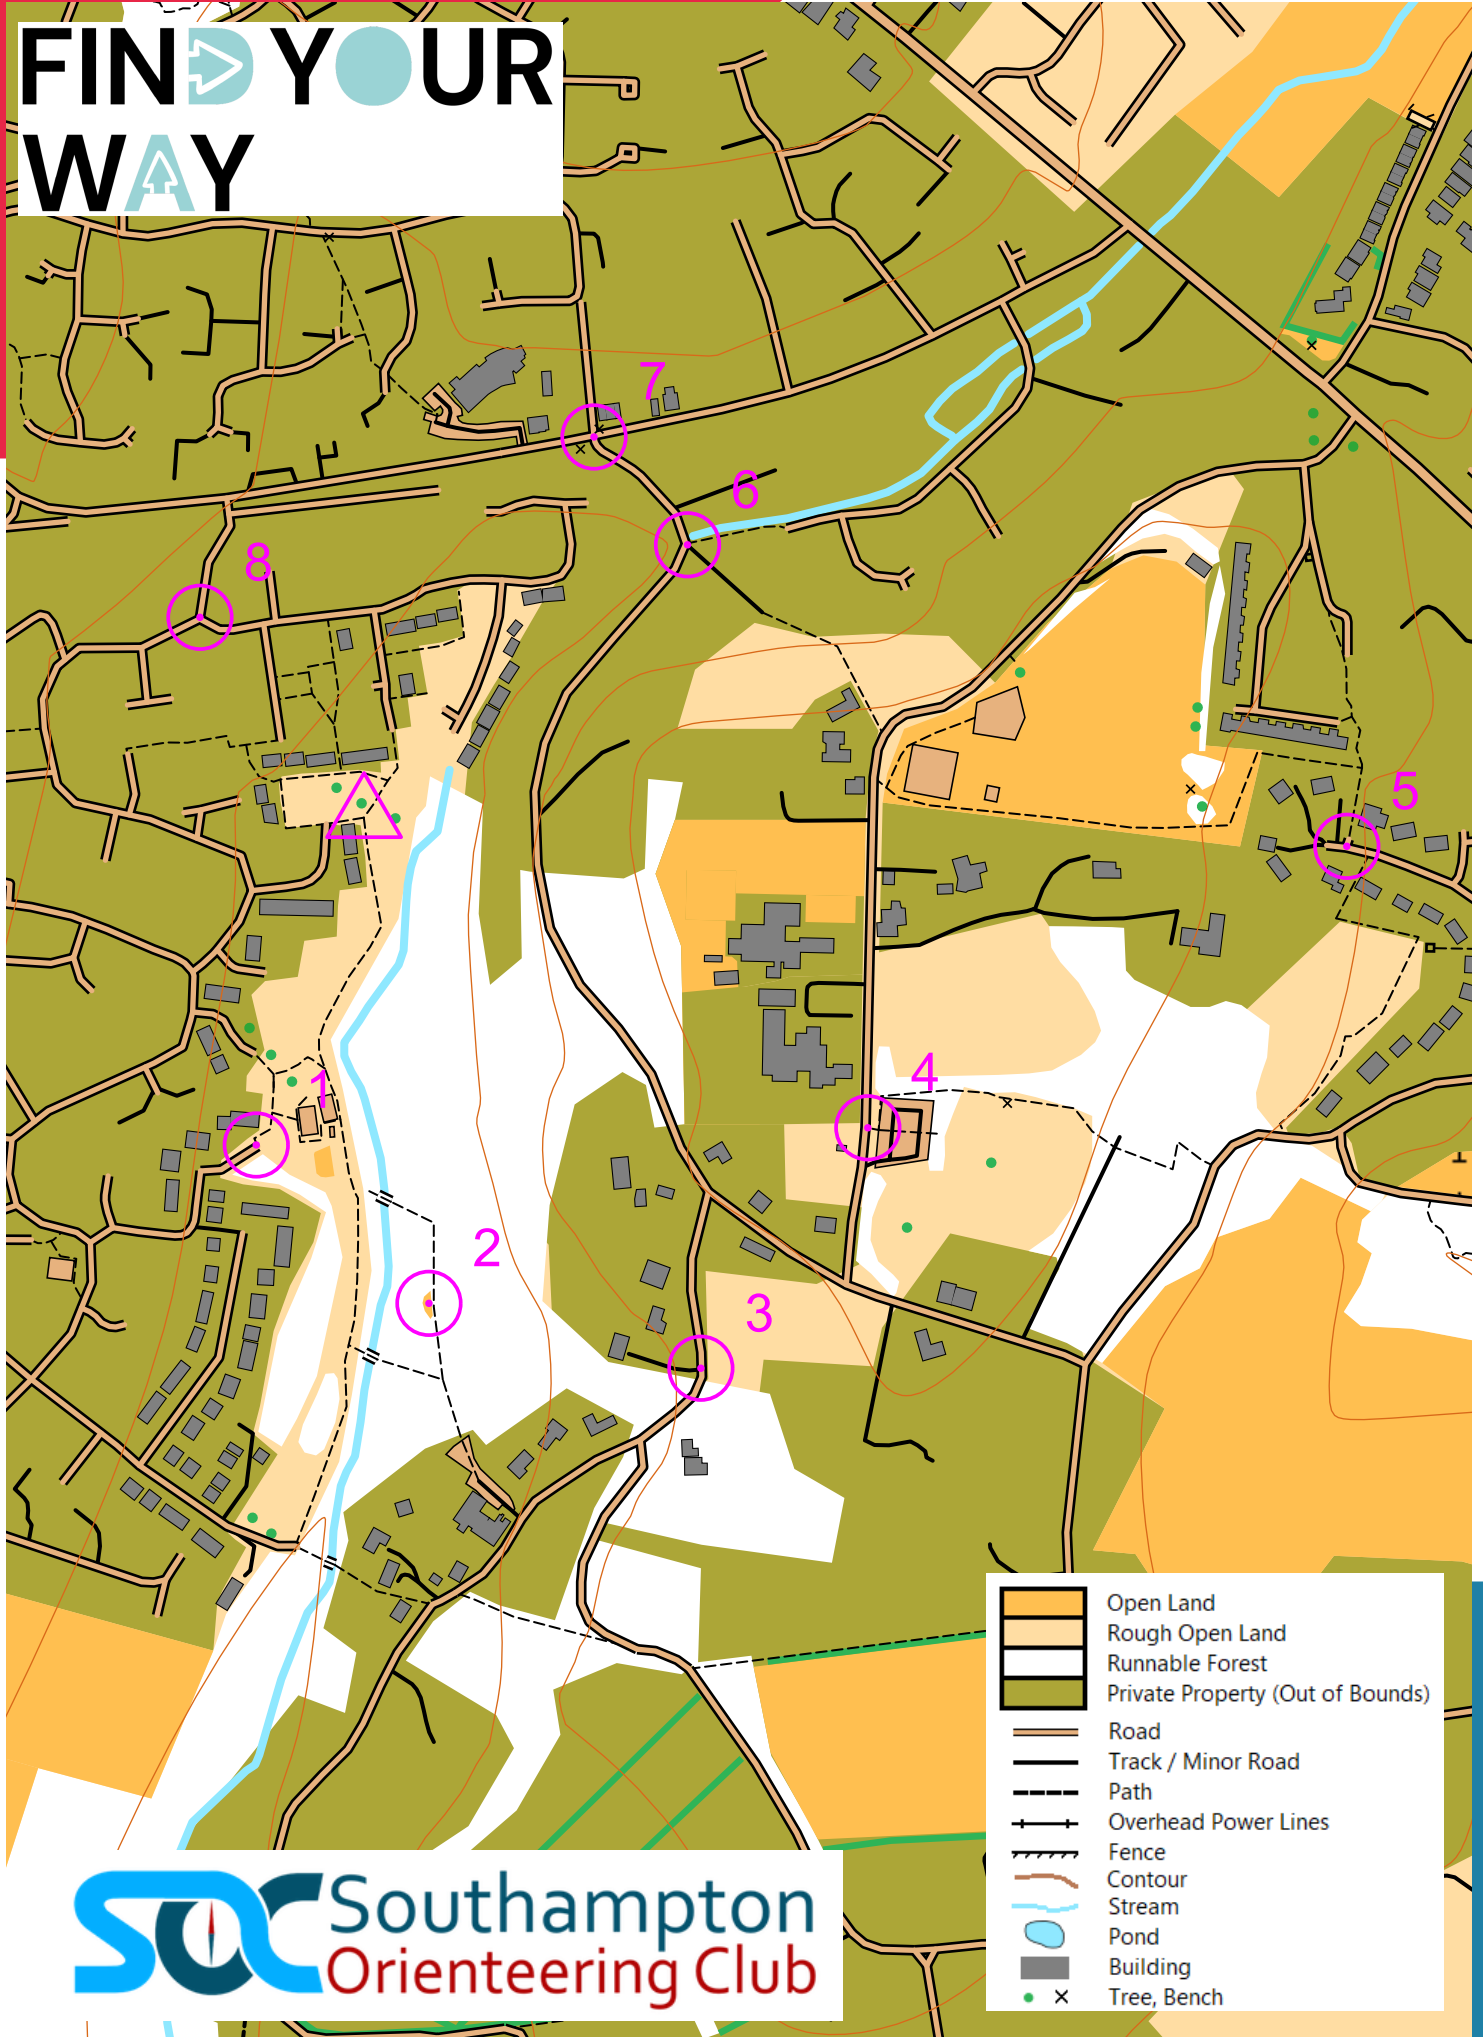 FIND YOUR
WAY
7
6
8
5
4
1
2
3
Open Land
Rough Open Land
Runnable Forest
Private Property (Out of Bounds)
Road
Track / Minor Road
Path
Overhead Power Lines
Fence
Contour
Stream
Pond
Building
Tree, Bench
SOC Southampton
Orienteering Club